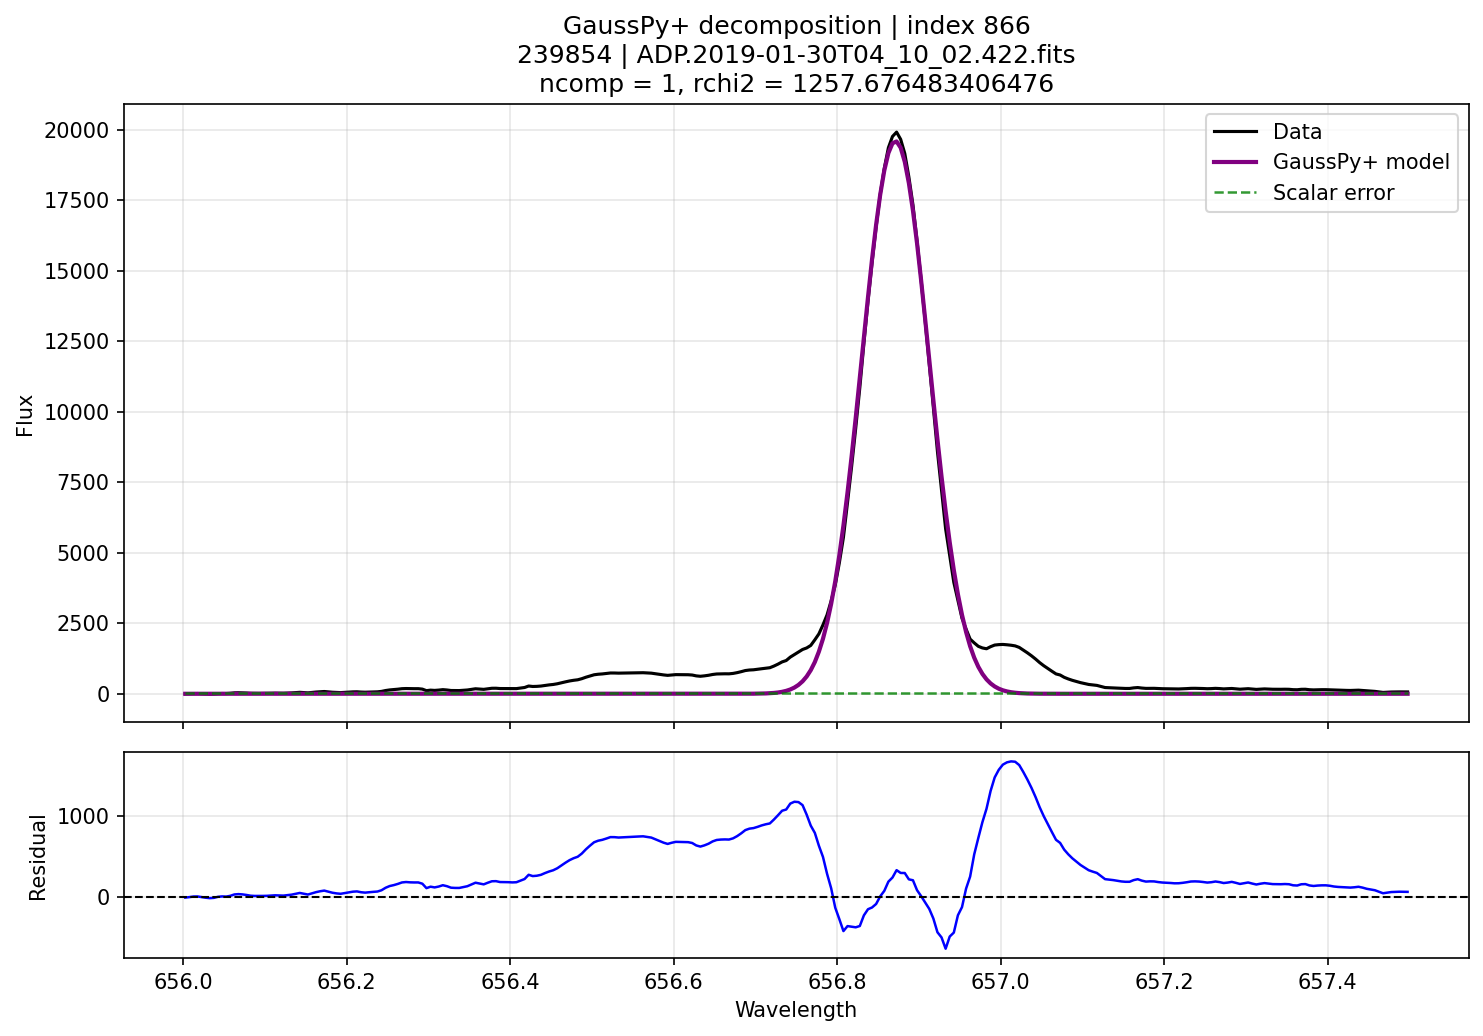 GaussPy+ decomposition | index 866
239854 | ADP.2019-01-30T04_10_02.422.fits
ncomp = 1, rchi2 = 1257.676483406476
20000
17500
15000
12500
10000
7500
5000
2500
0
Flux
Data
GaussPy+ model
Scalar error
1000
0
Residual
656.0
656.2
656.4
656.6
656.8
657.0
657.2
657.4
Wavelength